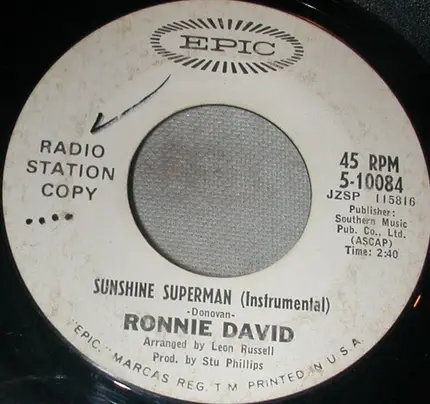 EPIC
RADIO
STATION
COPY
45 RPM
5-10084
JZSP 115816
Publisher:
Southern Music
Pub. Co., Ltd.
(ASCAP)
Time: 2:40
SUNSHINE SUPERMAN (Instrumental)
-Donovan-
RONNIE DAVID
Arranged by Leon Russell
Prod. by Stu Phillips
"EPIC," MARCAS REG. T M PRINTED IN U.S.A.